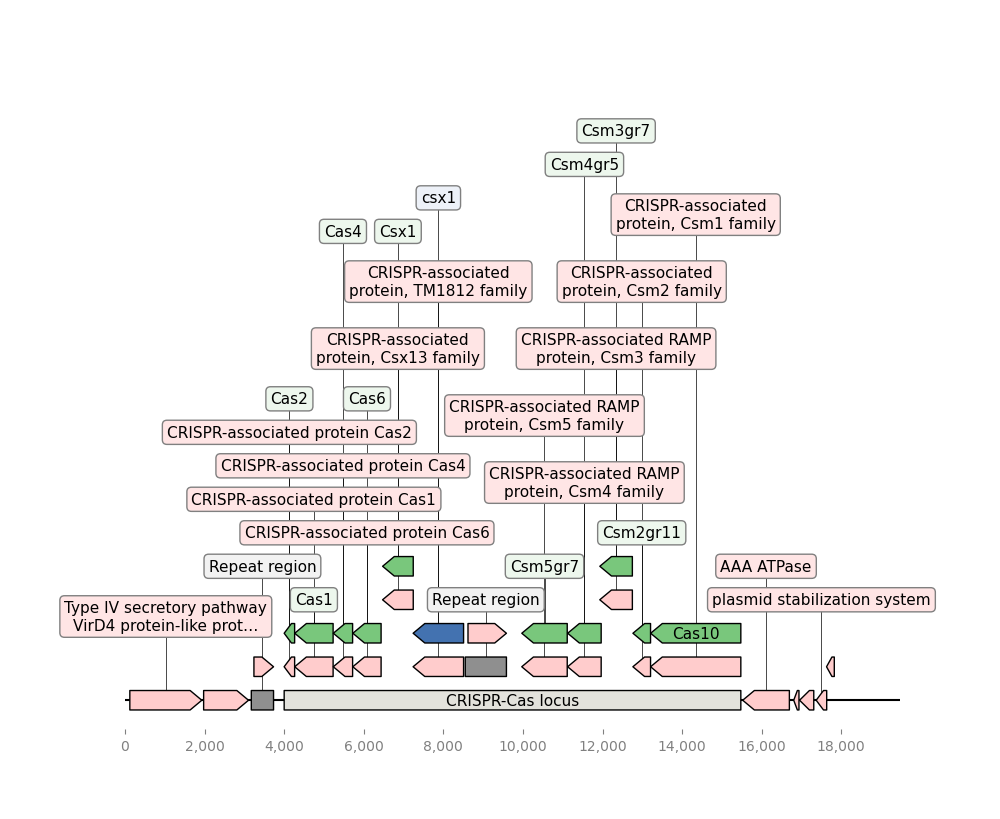 Csm3gr7
Csm4gr5
csx1
CRISPR-associated
protein, Csm1 family
Cas4
Csx1
CRISPR-associated
protein, TM1812 family
CRISPR-associated
protein, Csm2 family
CRISPR-associated
protein, Csx13 family
CRISPR-associated RAMP
protein, Csm3 family
Cas2
Cas6
CRISPR-associated RAMP
protein, Csm5 family
CRISPR-associated protein Cas2
CRISPR-associated protein Cas4
CRISPR-associated RAMP
protein, Csm4 family
CRISPR-associated protein Cas1
CRISPR-associated protein Cas6
Csm2gr11
Repeat region
Csm5gr7
AAA ATPase
Type IV secretory pathway
VirD4 protein-like prot...
Cas1
Repeat region
plasmid stabilization system
Cas10
CRISPR-Cas locus
0
2,000
4,000
6,000
8,000
10,000
12,000
14,000
16,000
18,000